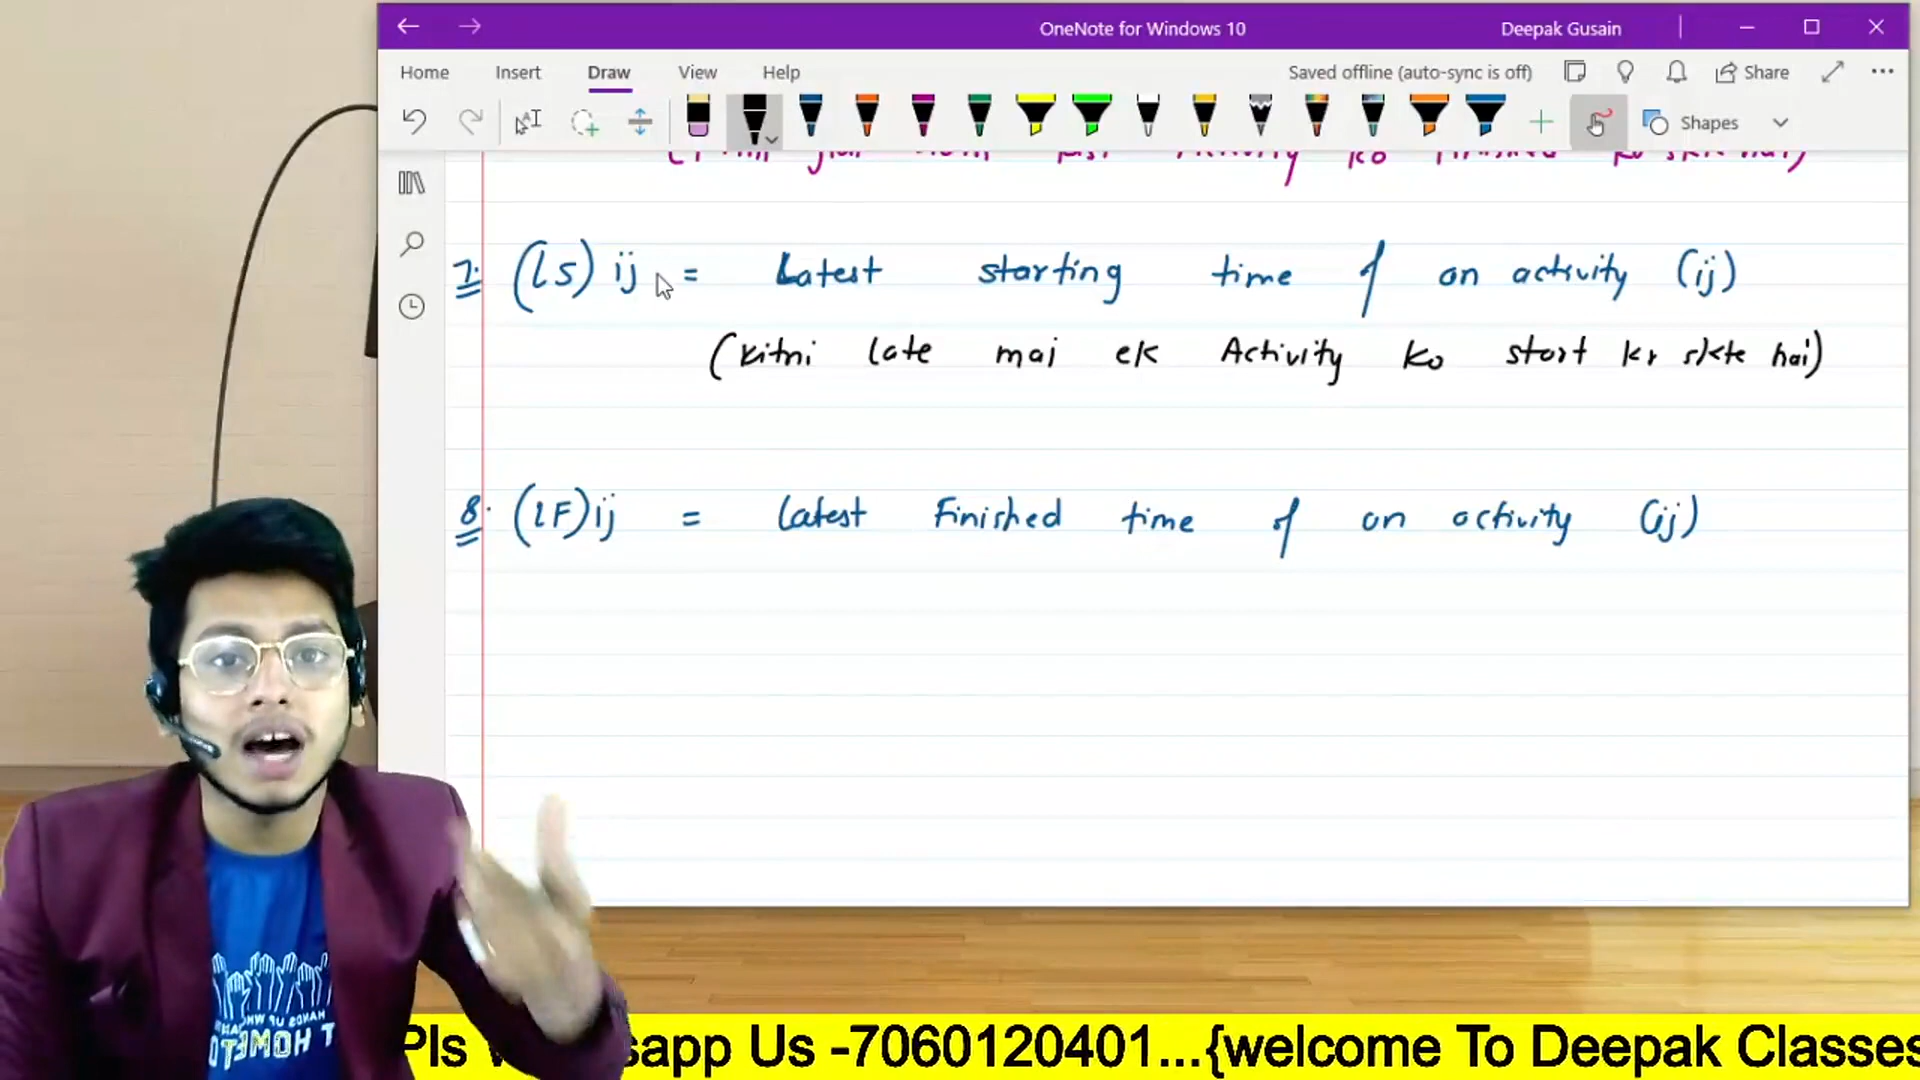 OneNote for Windows 10
Deepak Gusain
Home Insert Draw View Help
Saved offline (auto-sync is off) Share
Shapes
Activity ko
7. (LS) ij = Latest starting time of an activity (ij)
(kitni late mai ek Activity ko start kr skte hai)
8. (LF)ij = Latest Finished time of an activity (ij)
HOME
Pls sapp Us -7060120401...{welcome To Deepak Classes